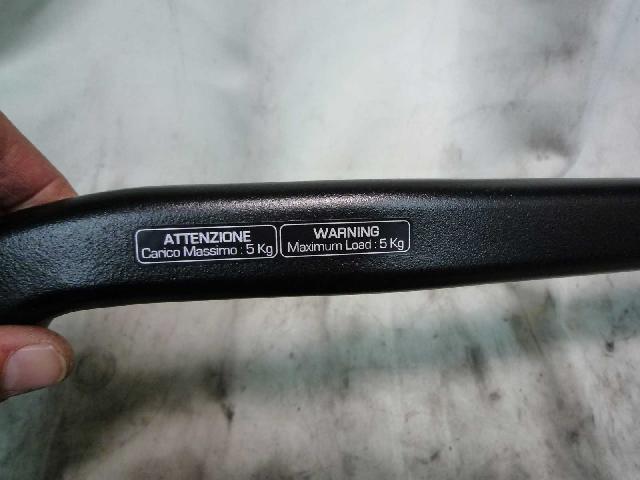 ATTENZIONE
Carico Massimo : 5 Kg
WARNING
Maximum Load : 5 Kg